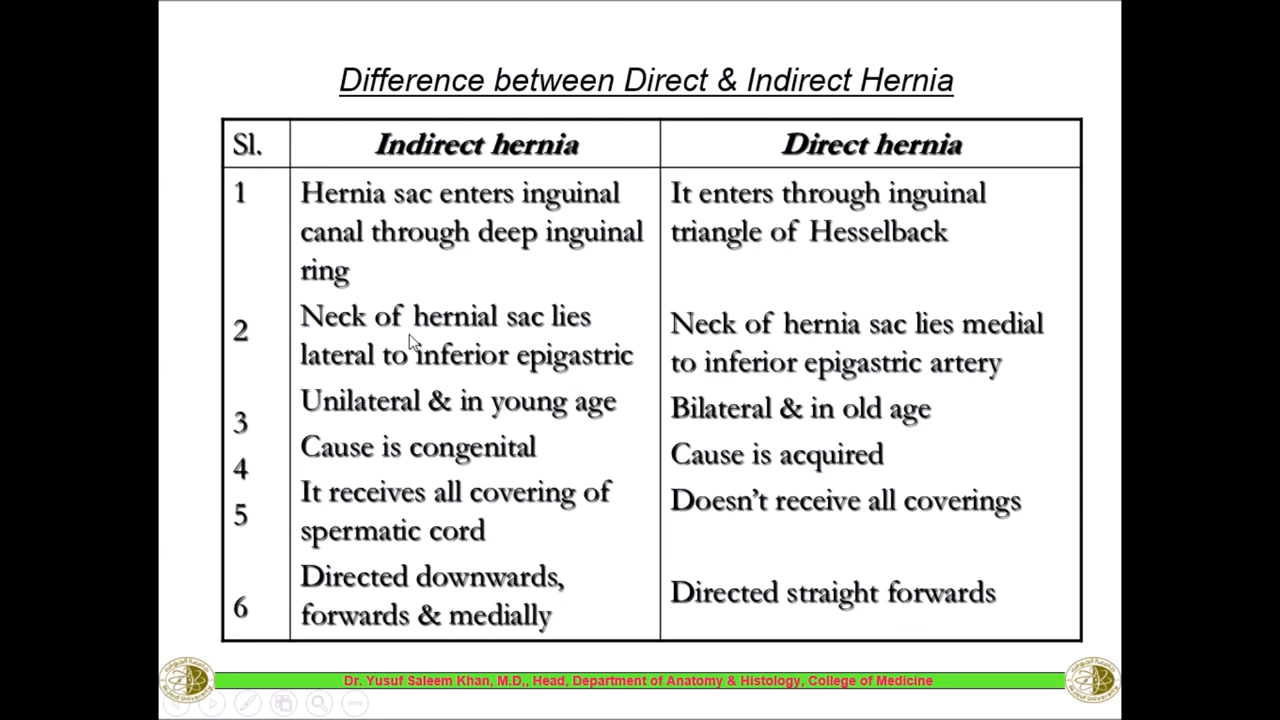 Difference between Direct & Indirect Hernia
Sl.
Indirect hernia
Direct hernia
1
Hernia sac enters inguinal
canal through deep inguinal
ring
It enters through inguinal
triangle of Hesselback
2
Neck of hernial sac lies
lateral to inferior epigastric
Neck of hernia sac lies medial
to inferior epigastric artery
3
Unilateral & in young age
Bilateral & in old age
4
Cause is congenital
Cause is acquired
5
It receives all covering of
spermatic cord
Doesn't receive all coverings
6
Directed downwards,
forwards & medially
Directed straight forwards
Dr. Yusuf Saleem Khan, M.D,, Head, Department of Anatomy & Histology, College of Medicine